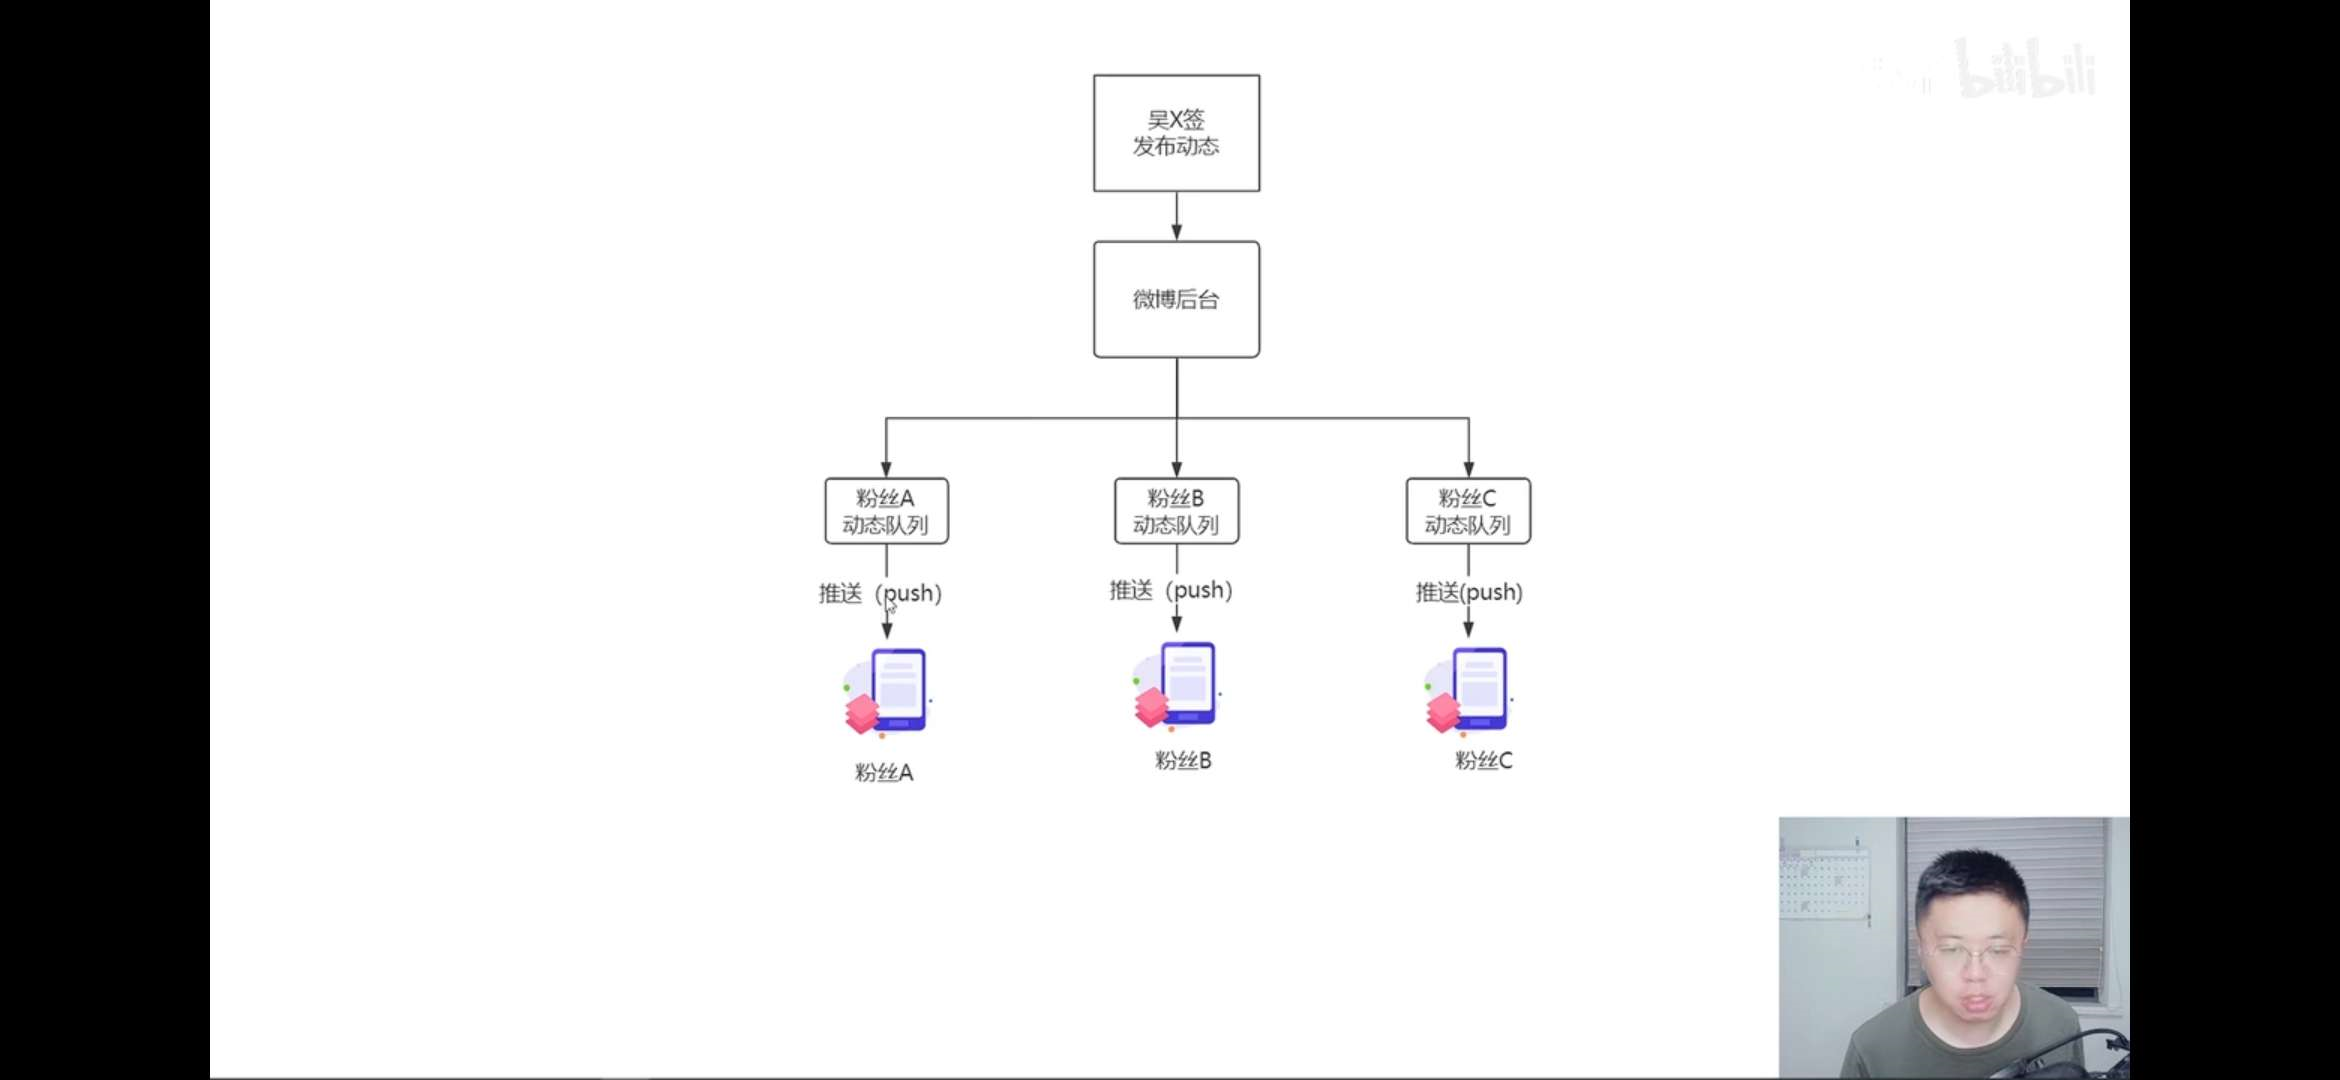 bilibili
吴X签
发布动态
微博后台
粉丝A
动态队列
粉丝B
动态队列
粉丝C
动态队列
推送（push）
推送（push）
推送(push)
粉丝A
粉丝B
粉丝C